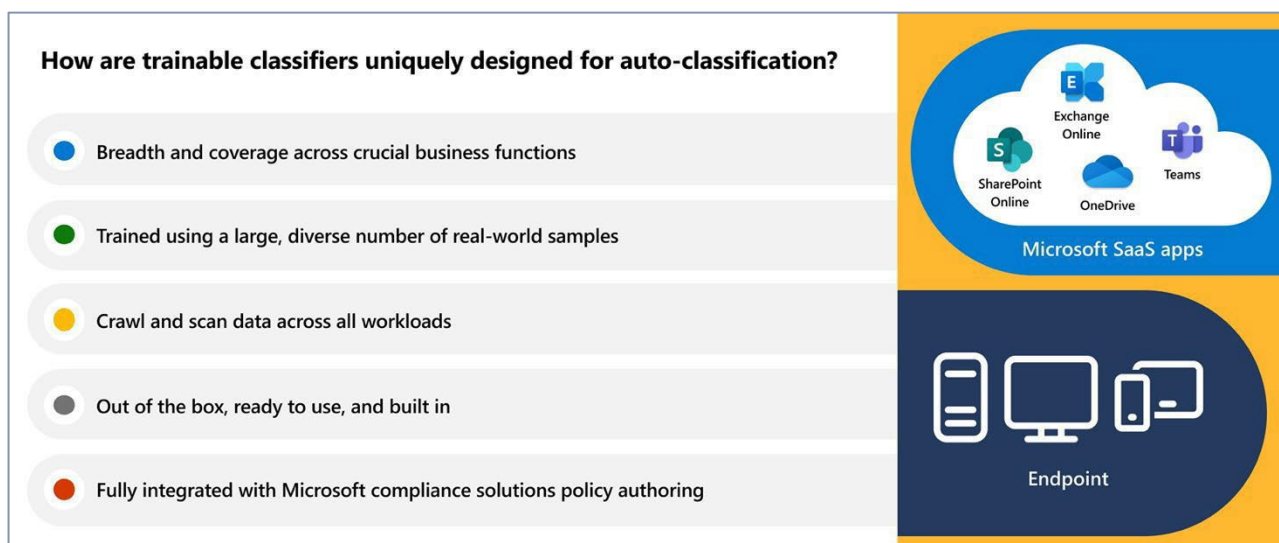 How are trainable classifiers uniquely designed for auto-classification?
Breadth and coverage across crucial business functions
Trained using a large, diverse number of real-world samples
Crawl and scan data across all workloads
Out of the box, ready to use, and built in
Fully integrated with Microsoft compliance solutions policy authoring
E
Exchange
Online
S
SharePoint
Online
OneDrive
T
Teams
Microsoft SaaS apps
Endpoint